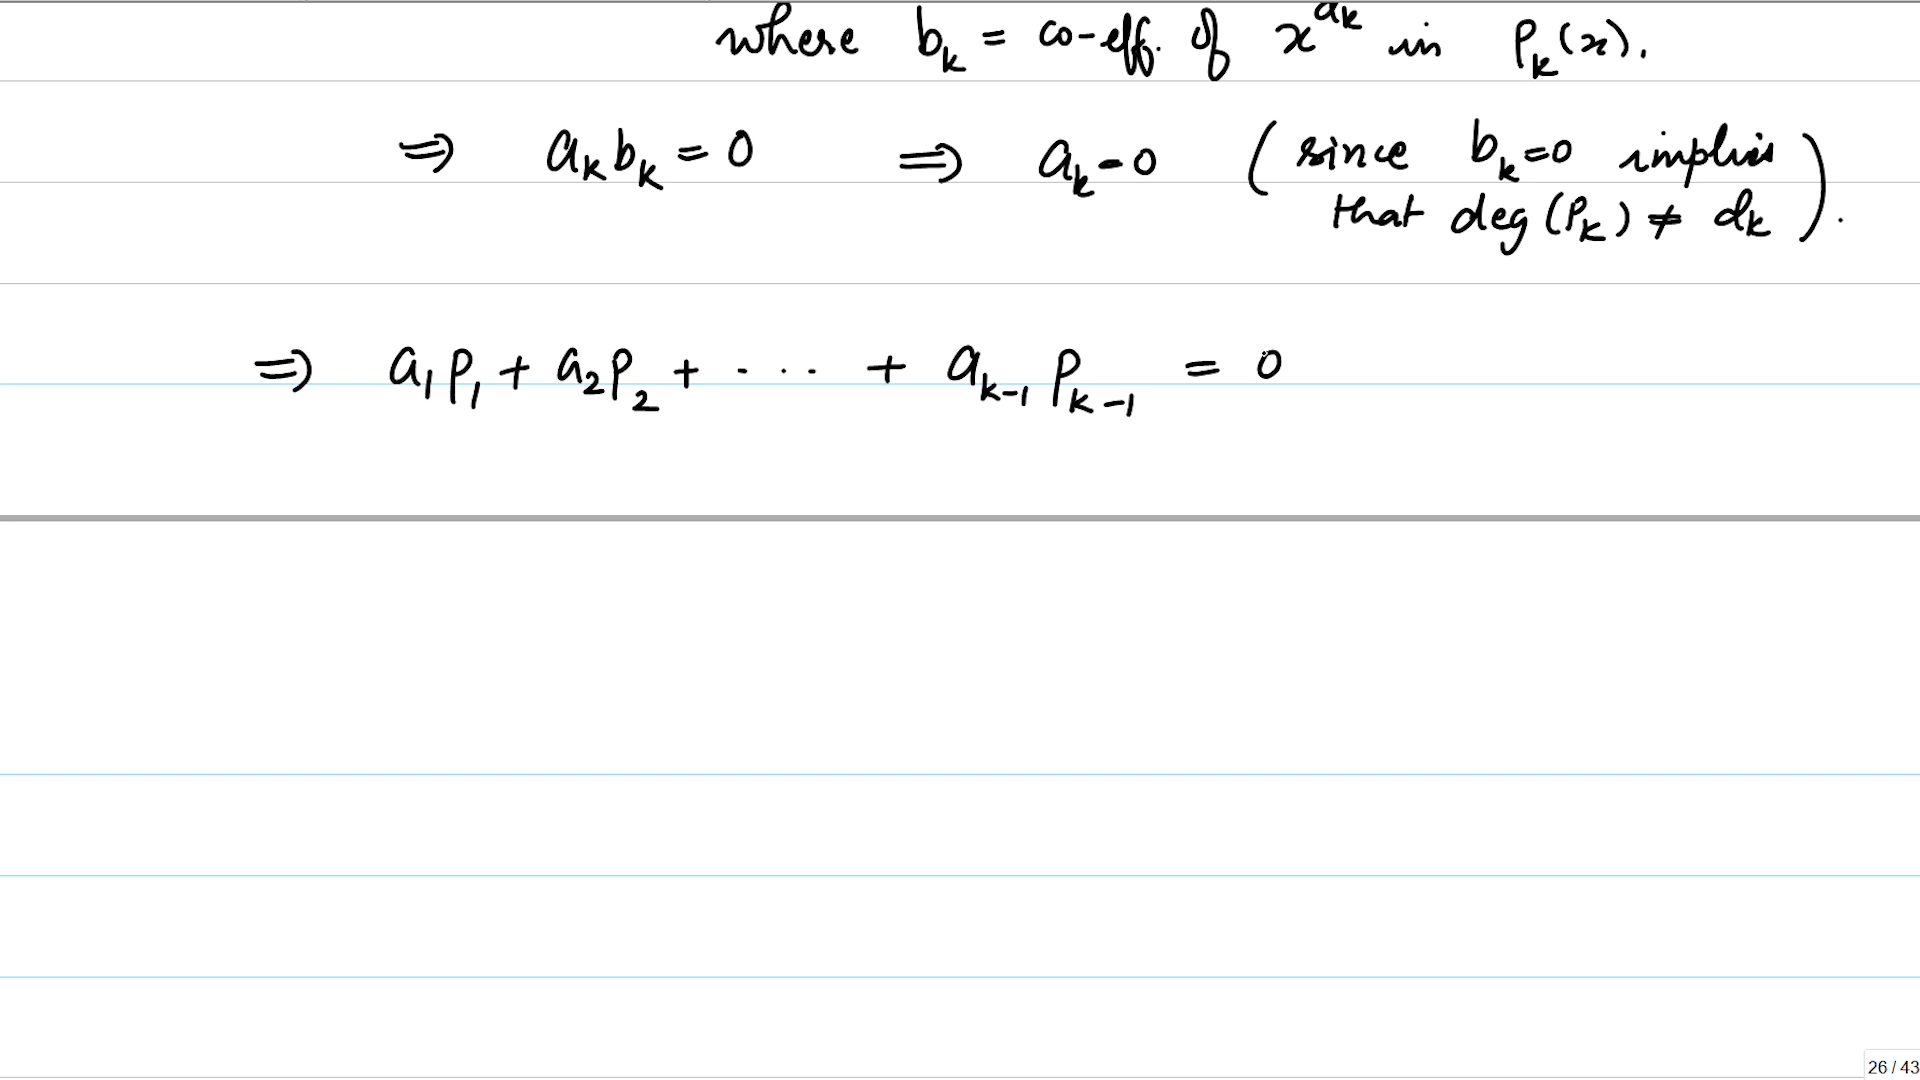 where b_k = co-eff. of x^{d_k} in P_k(x).
⇒ a_k b_k = 0 ⇒ a_k = 0 ( since b_k = 0 implies
that deg(P_k) ≠ d_k ).
⇒ a_1 P_1 + a_2 P_2 + .... + a_{k-1} P_{k-1} = 0
26 / 43